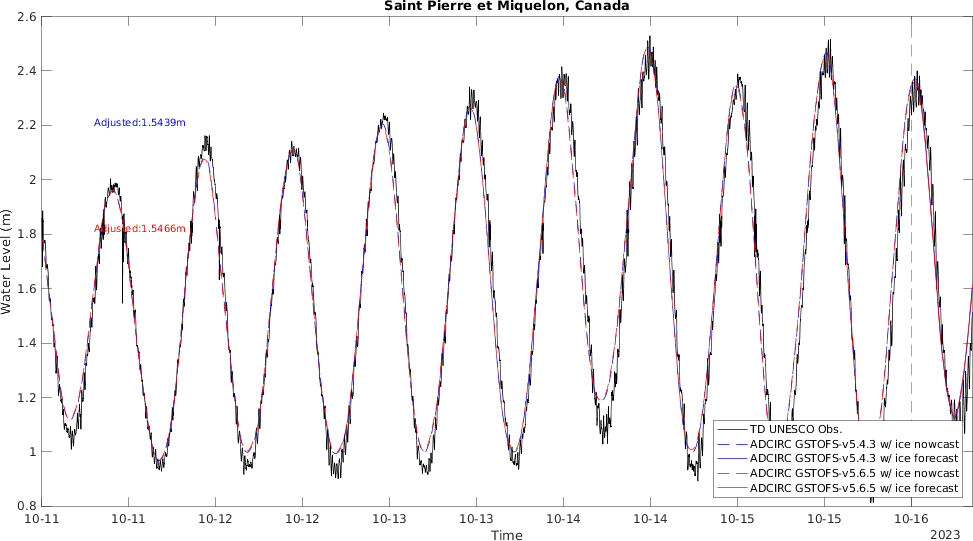 Saint Pierre et Miquelon, Canada
2.6
2.4
2.2
2
1.8
1.6
1.4
1.2
1
0.8
Water Level (m)
Adjusted:1.5439m
Adjusted:1.5466m
TD UNESCO Obs.
ADCIRC GSTOFS-v5.4.3 w/ ice nowcast
ADCIRC GSTOFS-v5.4.3 w/ ice forecast
ADCIRC GSTOFS-v5.6.5 w/ ice nowcast
ADCIRC GSTOFS-v5.6.5 w/ ice forecast
10-11 10-11 10-12 10-12 10-13 10-13 10-14 10-14 10-15 10-15 10-16
Time
2023